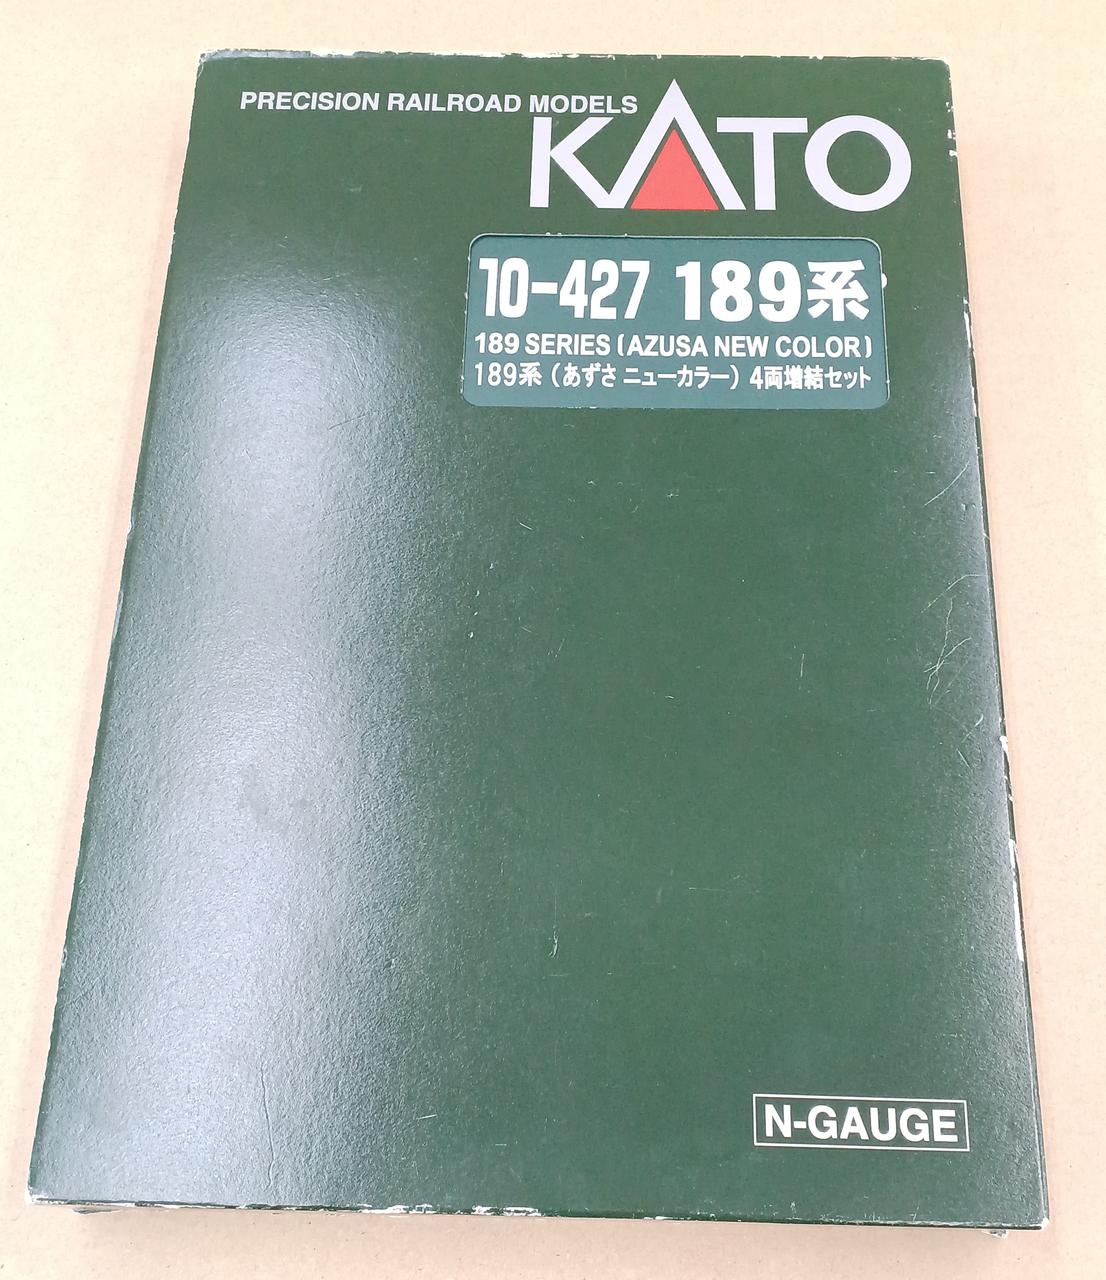 PRECISION RAILROAD MODELS
KATO
10-427 189系
189 SERIES (AZUSA NEW COLOR)
189系 (あずさ ニューカラー) 4両増結セット
N-GAUGE